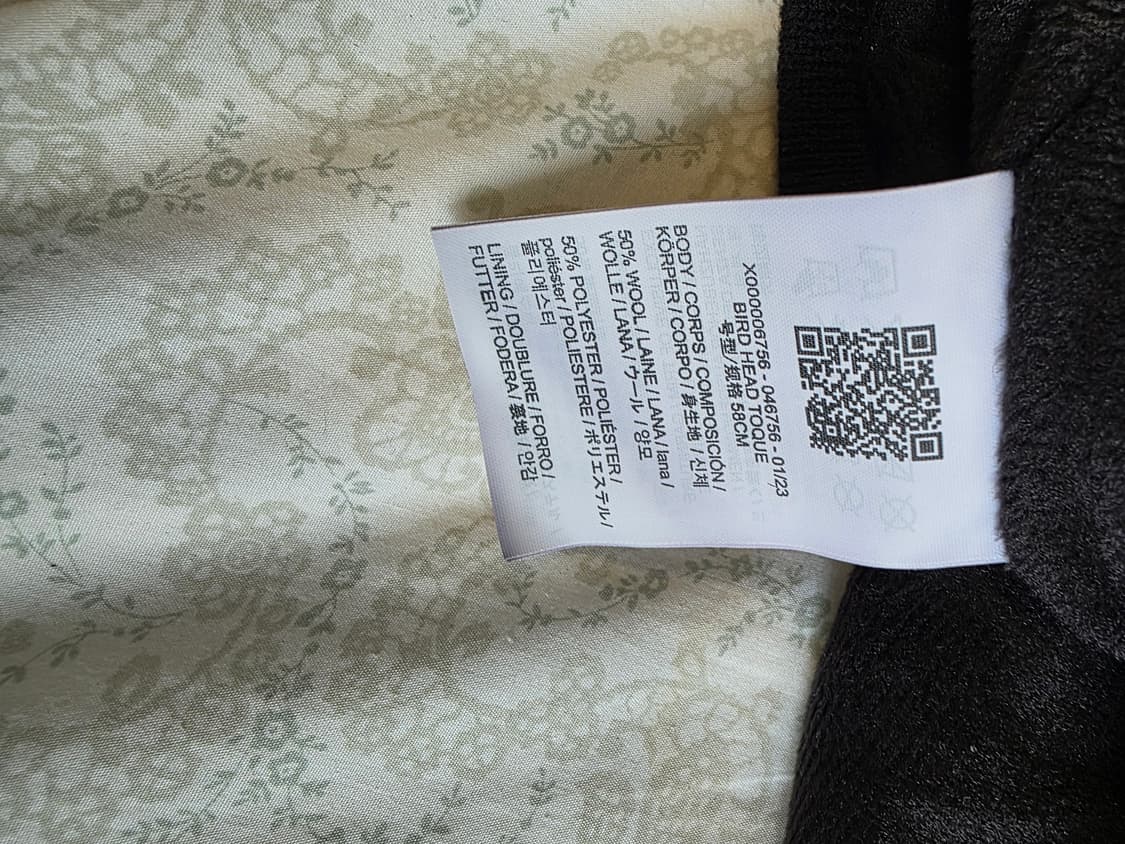 X000006756 - 046756 - 01/23
BIRD HEAD TOQUE
号型/规格 58CM
BODY / CORPS / COMPOSICIÓN /
KÖRPER / CORPO / 身生地 / 신체
50% WOOL / LAINE / LANA / lana /
WOLLE / LANA / ウール / 양모
50% POLYESTER / POLIÉSTER /
poliéster / POLIESTERE / ポリエステル /
폴리에스터
LINING / DOUBLURE / FORRO /
FUTTER / FODERA / 裏地 / 안감